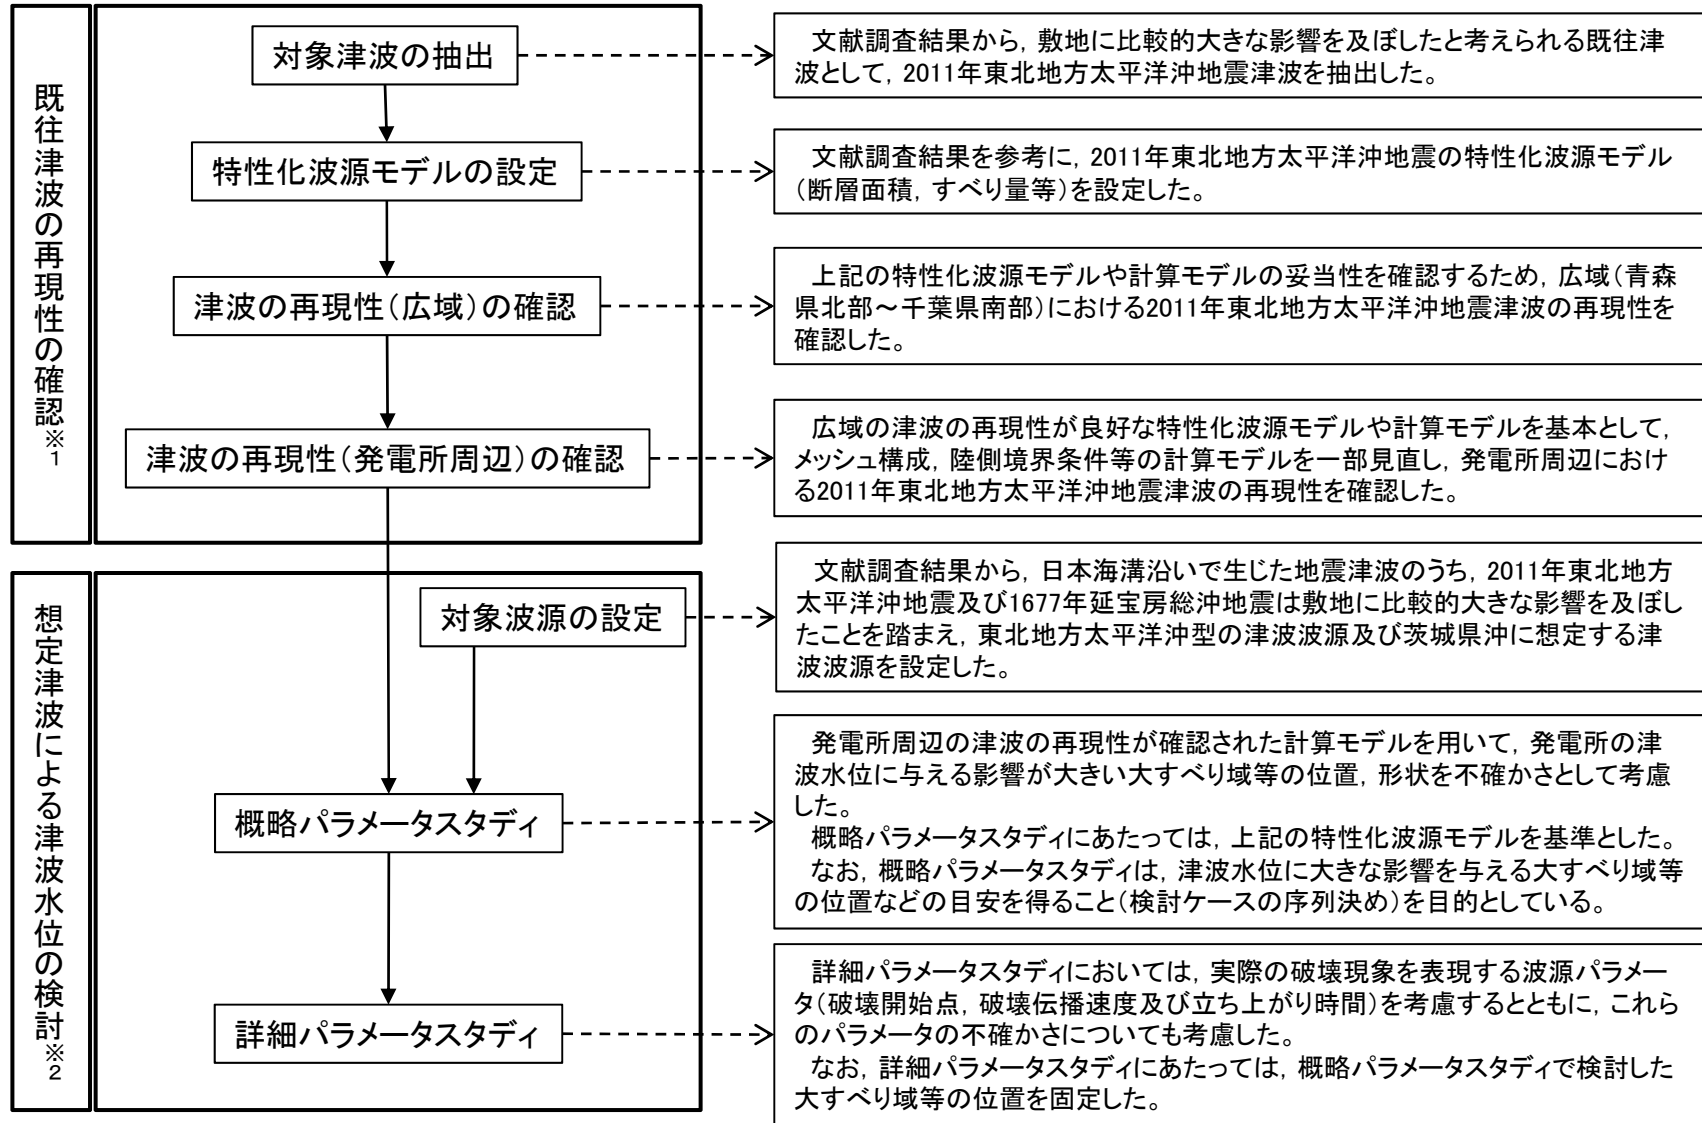 既往津波の再現性の確認※1
対象津波の抽出
文献調査結果から，敷地に比較的大きな影響を及ぼしたと考えられる既往津
波として，2011年東北地方太平洋沖地震津波を抽出した。
特性化波源モデルの設定
文献調査結果を参考に，2011年東北地方太平洋沖地震の特性化波源モデル
（断層面積，すべり量等）を設定した。
津波の再現性（広域）の確認
上記の特性化波源モデルや計算モデルの妥当性を確認するため，広域（青森
県北部～千葉県南部）における2011年東北地方太平洋沖地震津波の再現性を
確認した。
津波の再現性（発電所周辺）の確認
広域の津波の再現性が良好な特性化波源モデルや計算モデルを基本として，
メッシュ構成，陸側境界条件等の計算モデルを一部見直し，発電所周辺におけ
る2011年東北地方太平洋沖地震津波の再現性を確認した。
想定津波による津波水位の検討※2
対象波源の設定
文献調査結果から，日本海溝沿いで生じた地震津波のうち，2011年東北地方
太平洋沖地震及び1677年延宝房総沖地震は敷地に比較的大きな影響を及ぼし
たことを踏まえ，東北地方太平洋沖型の津波波源及び茨城県沖に想定する津
波波源を設定した。
概略パラメータスタディ
発電所周辺の津波の再現性が確認された計算モデルを用いて，発電所の津
波水位に与える影響が大きい大すべり域等の位置，形状を不確かさとして考慮
した。
概略パラメータスタディにあたっては，上記の特性化波源モデルを基準とした。
なお，概略パラメータスタディは，津波水位に大きな影響を与える大すべり域等
の位置などの目安を得ること（検討ケースの序列決め）を目的としている。
詳細パラメータスタディ
詳細パラメータスタディにおいては，実際の破壊現象を表現する波源パラメー
タ（破壊開始点，破壊伝播速度及び立ち上がり時間）を考慮するとともに，これら
のパラメータの不確かさについても考慮した。
なお，詳細パラメータスタディにあたっては，概略パラメータスタディで検討した
大すべり域等の位置を固定した。